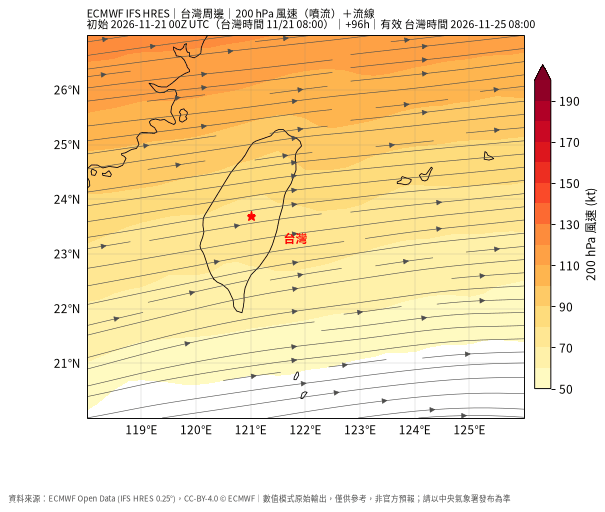 ECMWF IFS HRES｜台灣周邊｜200 hPa 風速（噴流）＋流線
初始 2026-11-21 00Z UTC（台灣時間 11/21 08:00）｜+96h｜有效 台灣時間 2026-11-25 08:00
26°N
25°N
24°N
23°N
22°N
21°N
台灣
119°E 120°E 121°E 122°E 123°E 124°E 125°E
190
170
150
130
110
90
70
50
200 hPa 風速 (kt)
資料來源：ECMWF Open Data (IFS HRES 0.25°)，CC-BY-4.0 © ECMWF｜數值模式原始輸出，僅供參考，非官方預報；請以中央氣象署發布為準